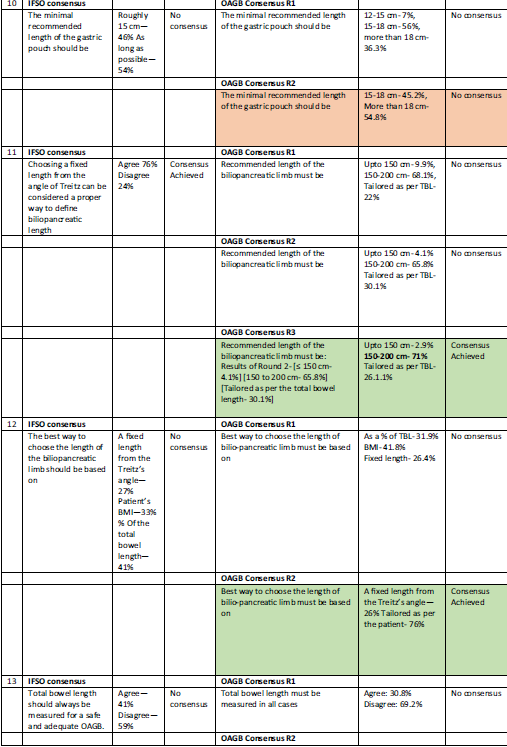 10 IFSO consensus OAGB Consensus R1
The minimal
recommended
length of the gastric
pouch should be
Roughly
15 cm—
46% As
long as
possible—
54%
No
consensus
The minimal recommended length
of the gastric pouch should be
12-15 cm- 7%,
15-18 cm- 56%,
more than 18 cm-
36.3%
No consensus
OAGB Consensus R2
The minimal recommended length
of the gastric pouch should be
15-18 cm- 45.2%,
More than 18 cm-
54.8%
No consensus
11 IFSO consensus OAGB Consensus R1
Choosing a fixed
length from the
angle of Treitz can be
considered a proper
way to define
biliopancreatic
length
Agree 76%
Disagree
24%
Consensus
Achieved
Recommended length of the
biliopancreatic limb must be
Upto 150 cm- 9.9%,
150-200 cm- 68.1%,
Tailored as per TBL-
22%
No consensus
OAGB Consensus R2
Recommended length of the
biliopancreatic limb must be
Upto 150 cm- 4.1%
150-200 cm- 65.8%
Tailored as per TBL-
30.1%
No consensus
OAGB Consensus R3
Recommended length of the
biliopancreatic limb must be:
Results of Round 2- [≤ 150 cm-
4.1%] [150 to 200 cm- 65.8%]
[Tailored as per the total bowel
length- 30.1%]
Upto 150 cm- 2.9%
150-200 cm- 71%
Tailored as per TBL-
26.1.1%
Consensus
Achieved
12 IFSO consensus OAGB Consensus R1
The best way to
choose the length of
the biliopancreatic
limb should be based
on
A fixed
length
from the
Treitz's
angle—
27%
Patient's
BMI—33%
% Of the
total
bowel
length—
41%
No
consensus
Best way to choose the length of
bilio-pancreatic limb must be based
on
As a % of TBL- 31.9%
BMI- 41.8%
Fixed length- 26.4%
No consensus
OAGB Consensus R2
Best way to choose the length of
bilio-pancreatic limb must be based
on
A fixed length from
the Treitz's angle—
26% Tailored as per
the patient- 76%
Consensus
Achieved
13 IFSO consensus OAGB Consensus R1
Total bowel length
should always be
measured for a safe
and adequate OAGB.
Agree—
41%
Disagree—
59%
No
consensus
Total bowel length must be
measured in all cases
Agree: 30.8%
Disagree: 69.2%
No consensus
OAGB Consensus R2